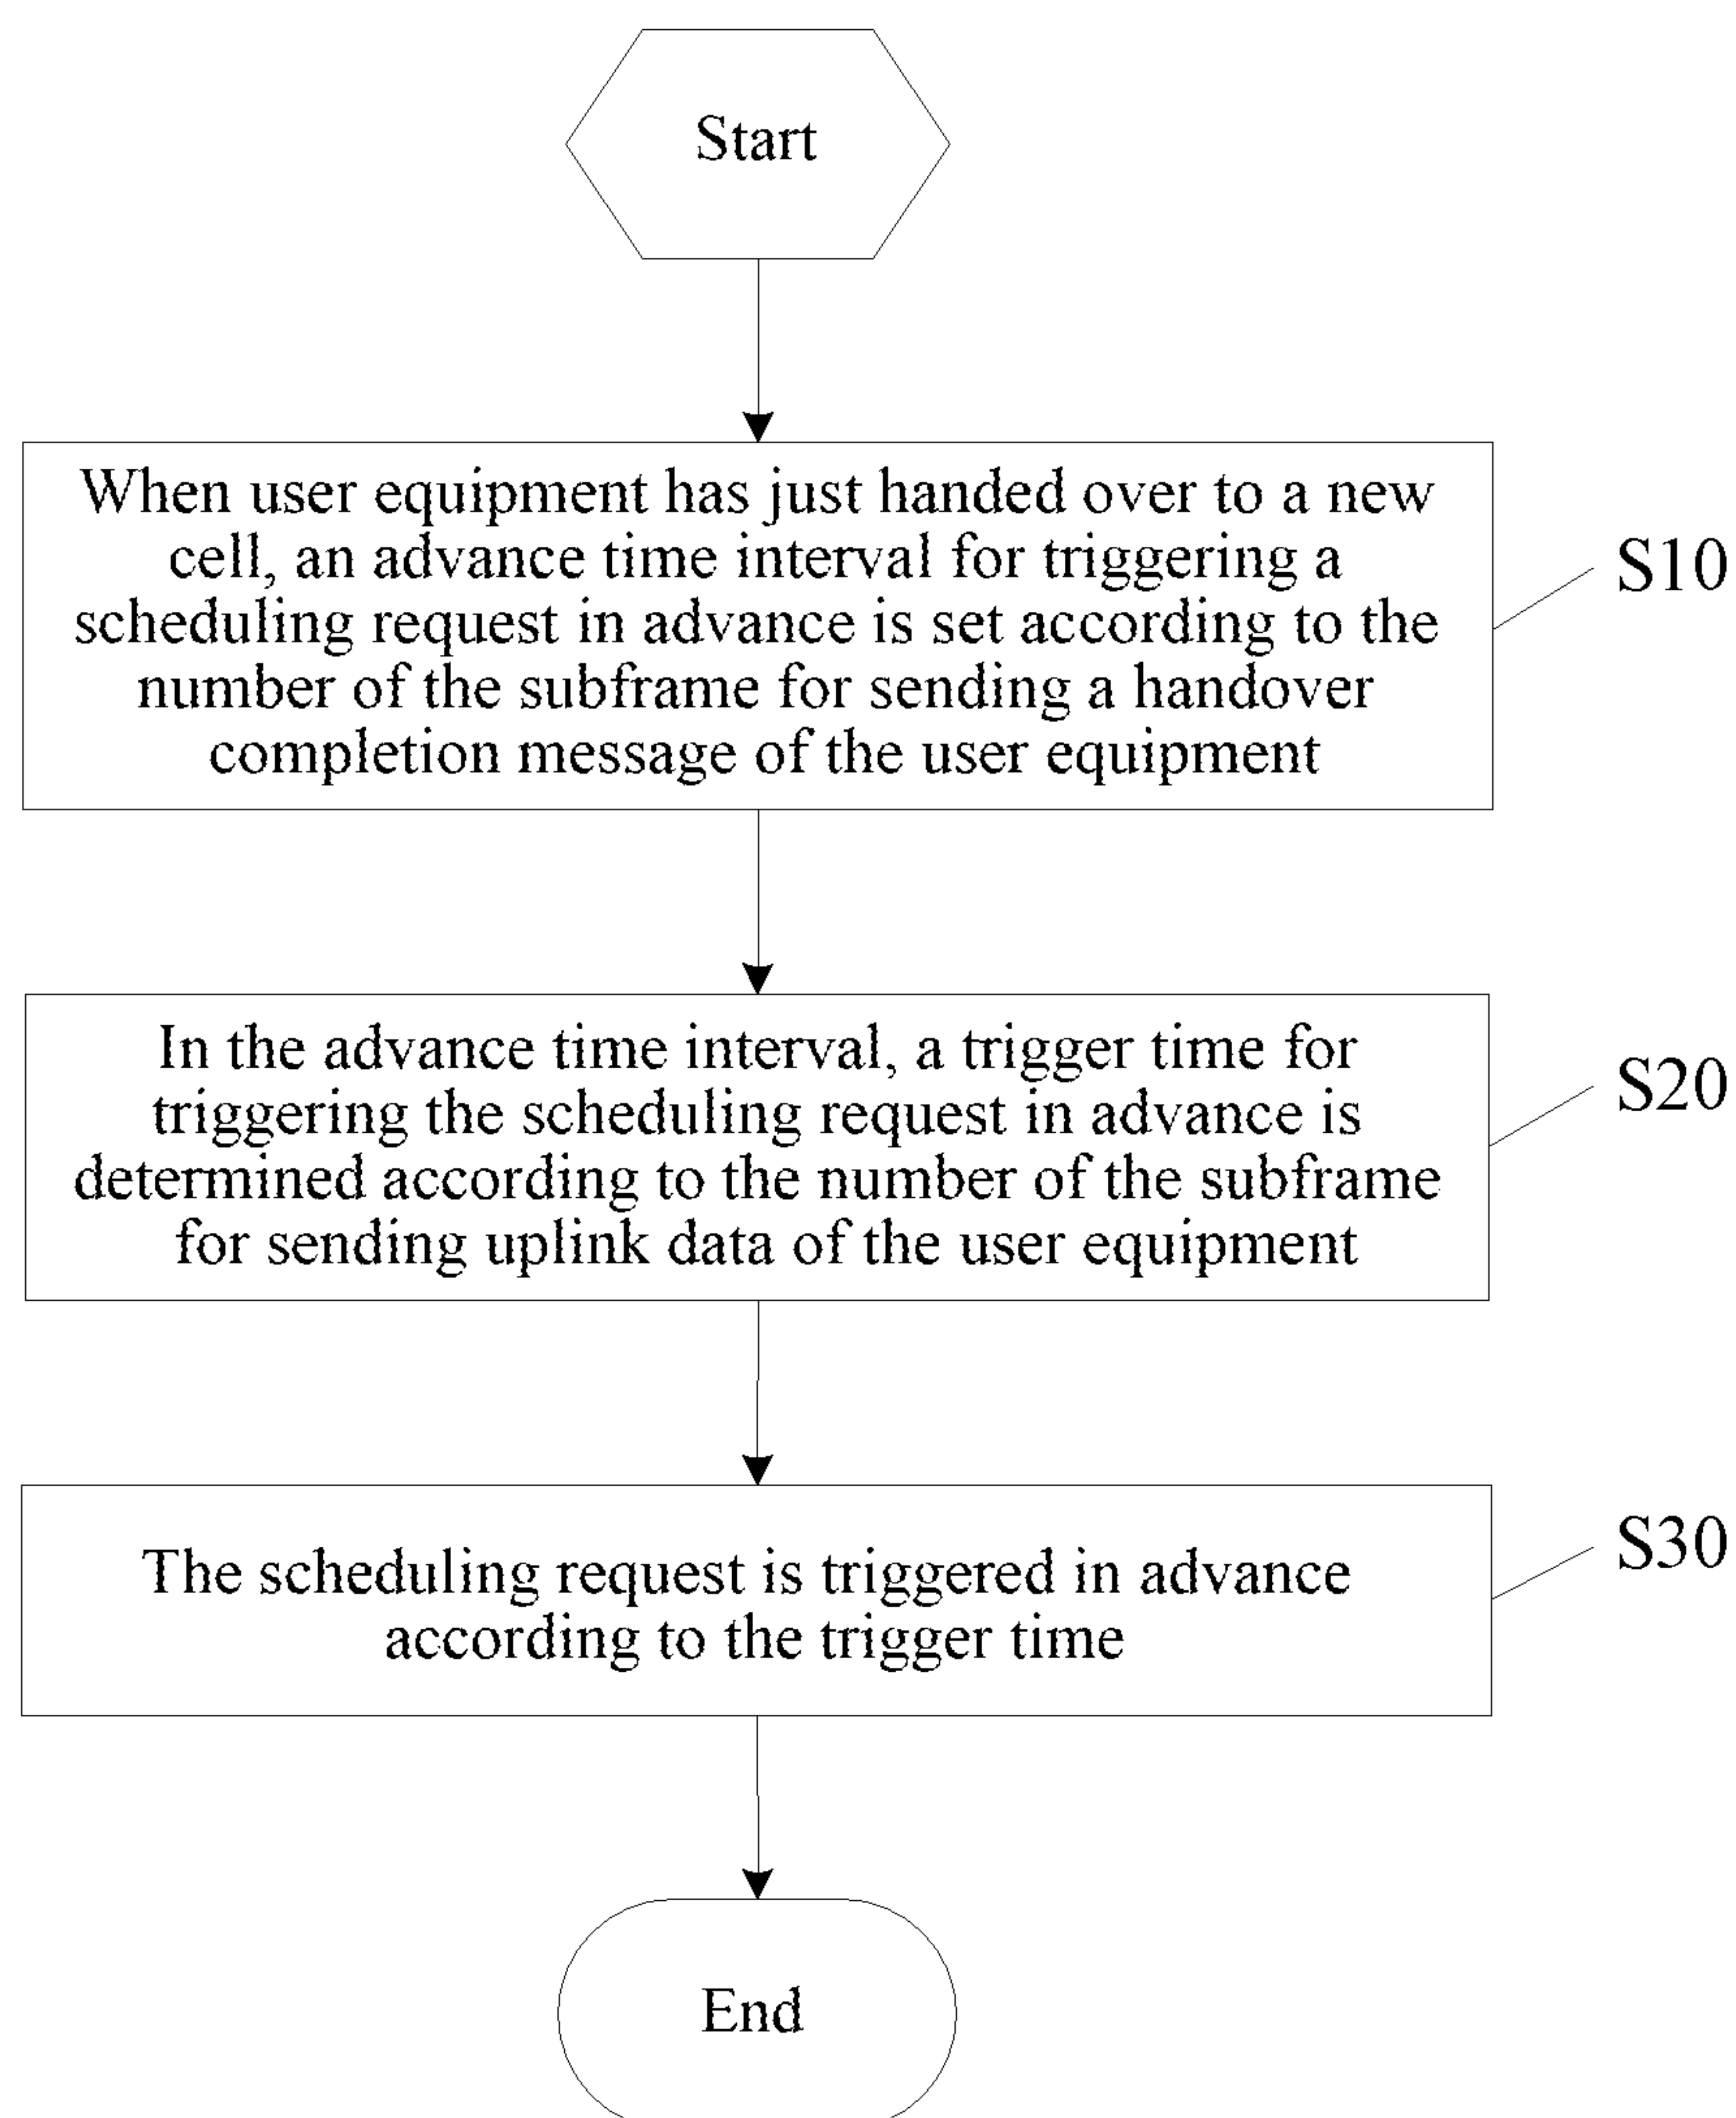 Start
When user equipment has just handed over to a new
cell, an advance time interval for triggering a
scheduling request in advance is set according to the
number of the subframe for sending a handover
completion message of the user equipment
S10
In the advance time interval, a trigger time for
triggering the scheduling request in advance is
determined according to the number of the subframe
for sending uplink data of the user equipment
S20
The scheduling request is triggered in advance
according to the trigger time
S30
End